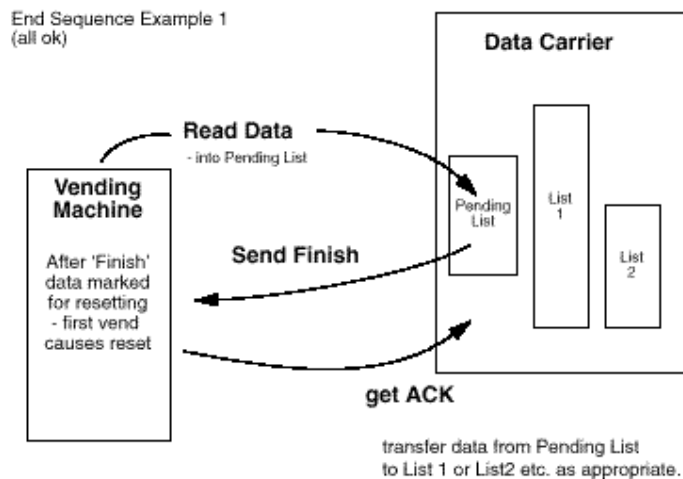 End Sequence Example 1
(all ok)
Data Carrier
Read Data
- into Pending List
Vending
Machine
After 'Finish'
data marked
for resetting
- first vend
causes reset
Send Finish
Pending
List
List
1
List
2
get ACK
transfer data from Pending List
to List 1 or List2 etc. as appropriate.